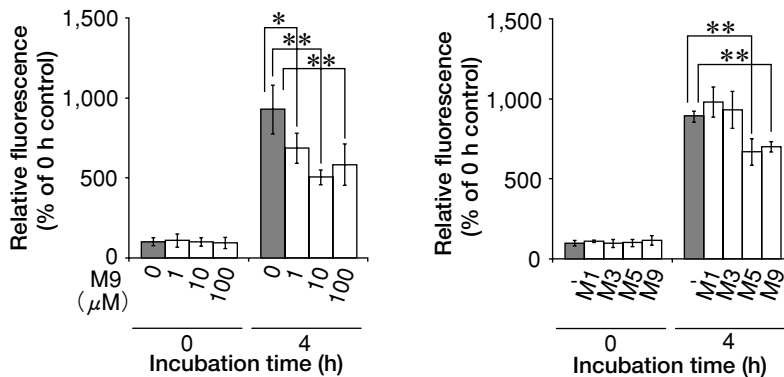 Relative fluorescence
(% of 0 h control)
1,500
1,000
500
0
*
**
**
M9
(μM)
0 1 10 100 0 1 10 100
0 4
Incubation time (h)
Relative fluorescence
(% of 0 h control)
1,500
1,000
500
0
**
**
- M1 M3 M5 M9 - M1 M3 M5 M9
0 4
Incubation time (h)